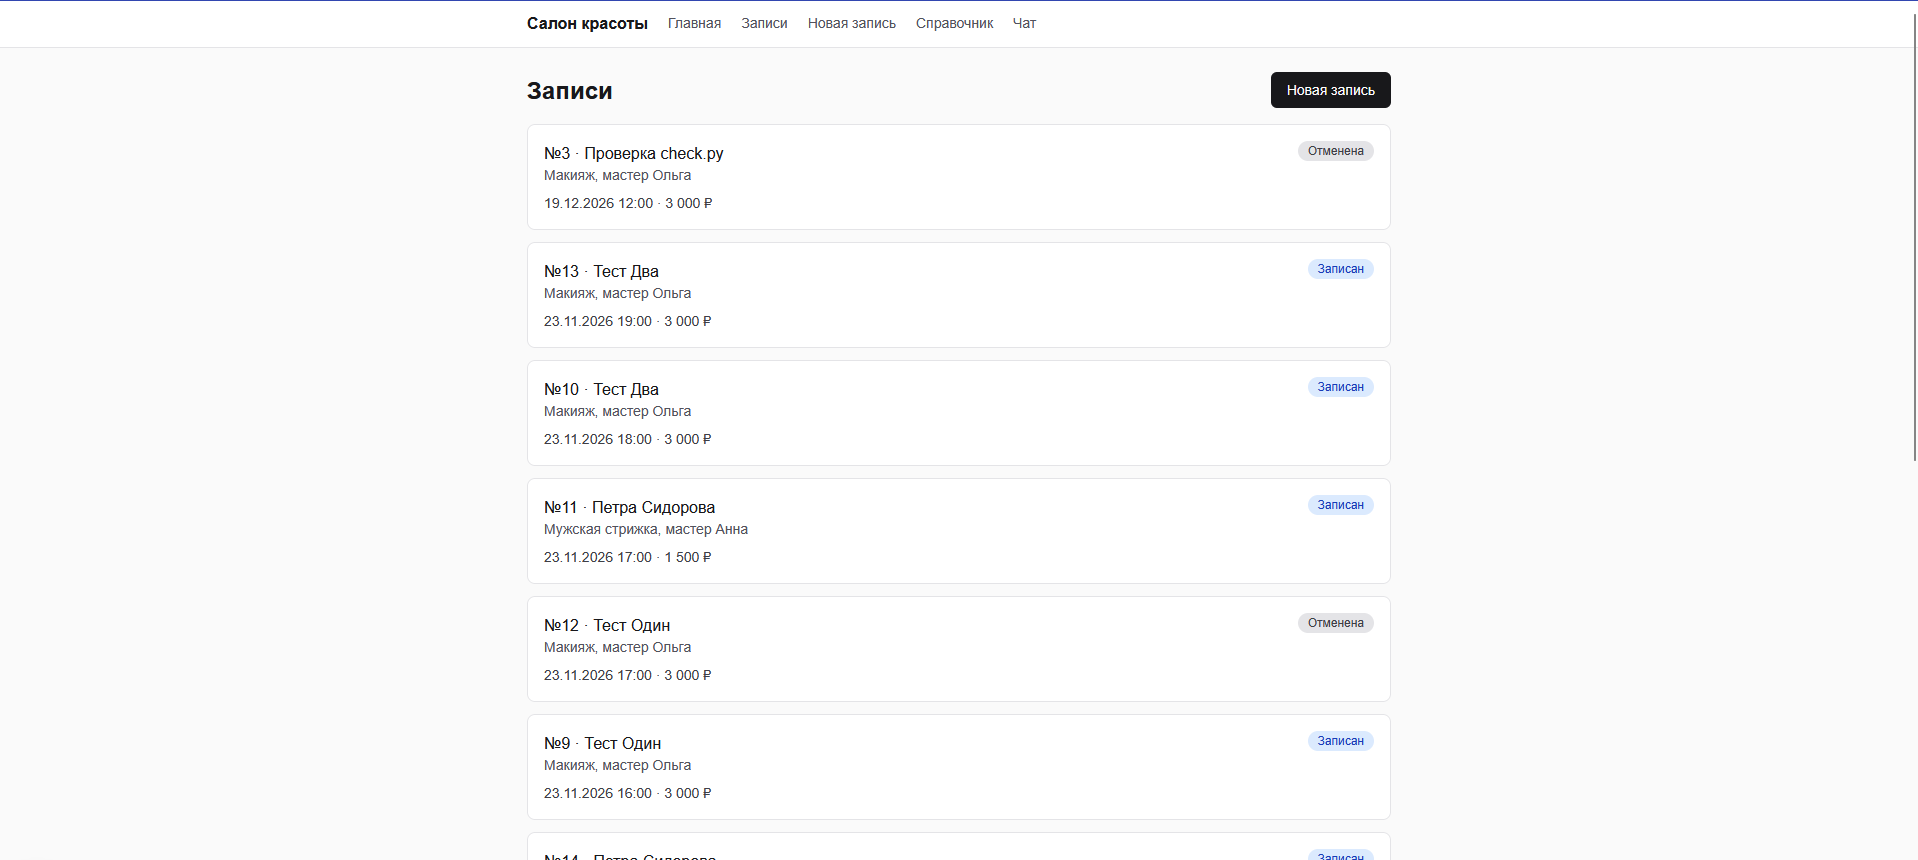 Салон красоты Главная Записи Новая запись Справочник Чат
Записи
Новая запись
№3 · Проверка check.py
Отменена
Макияж, мастер Ольга
19.12.2026 12:00 · 3 000 ₽
№13 · Тест Два
Записан
Макияж, мастер Ольга
23.11.2026 19:00 · 3 000 ₽
№10 · Тест Два
Записан
Макияж, мастер Ольга
23.11.2026 18:00 · 3 000 ₽
№11 · Петра Сидорова
Записан
Мужская стрижка, мастер Анна
23.11.2026 17:00 · 1 500 ₽
№12 · Тест Один
Отменена
Макияж, мастер Ольга
23.11.2026 17:00 · 3 000 ₽
№9 · Тест Один
Записан
Макияж, мастер Ольга
23.11.2026 16:00 · 3 000 ₽
№14 · Петра Сидорова
Записан